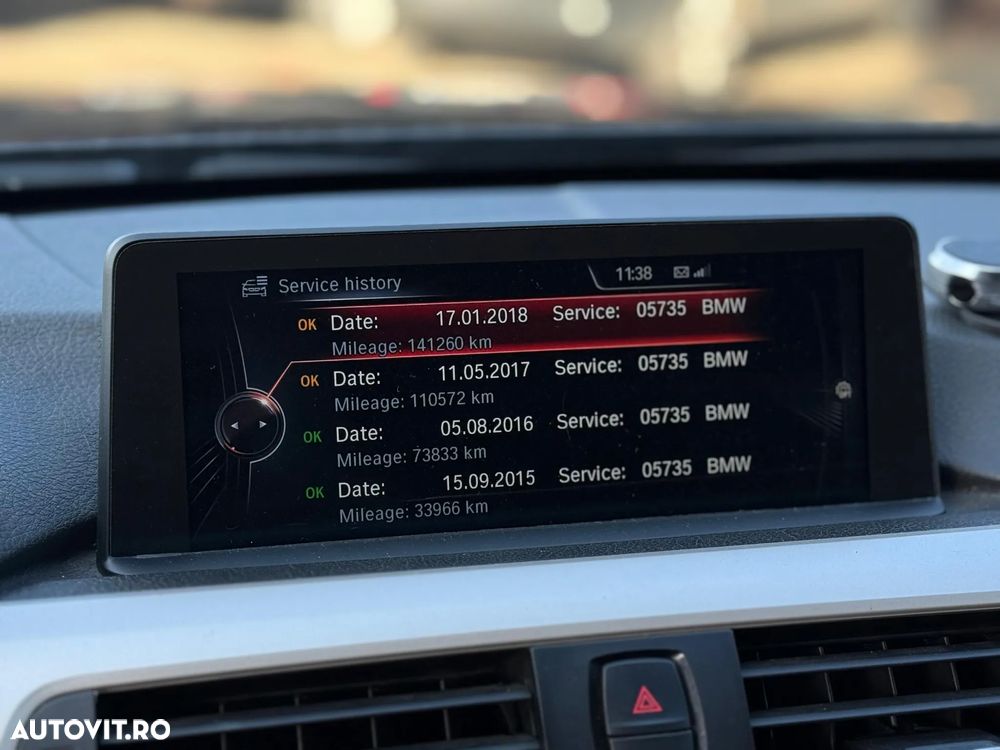 Service history 11:38
OK Date: 17.01.2018 Service: 05735 BMW
Mileage: 141260 km
OK Date: 11.05.2017 Service: 05735 BMW
Mileage: 110572 km
OK Date: 05.08.2016 Service: 05735 BMW
Mileage: 73833 km
OK Date: 15.09.2015 Service: 05735 BMW
Mileage: 33966 km
AUTOVIT.RO